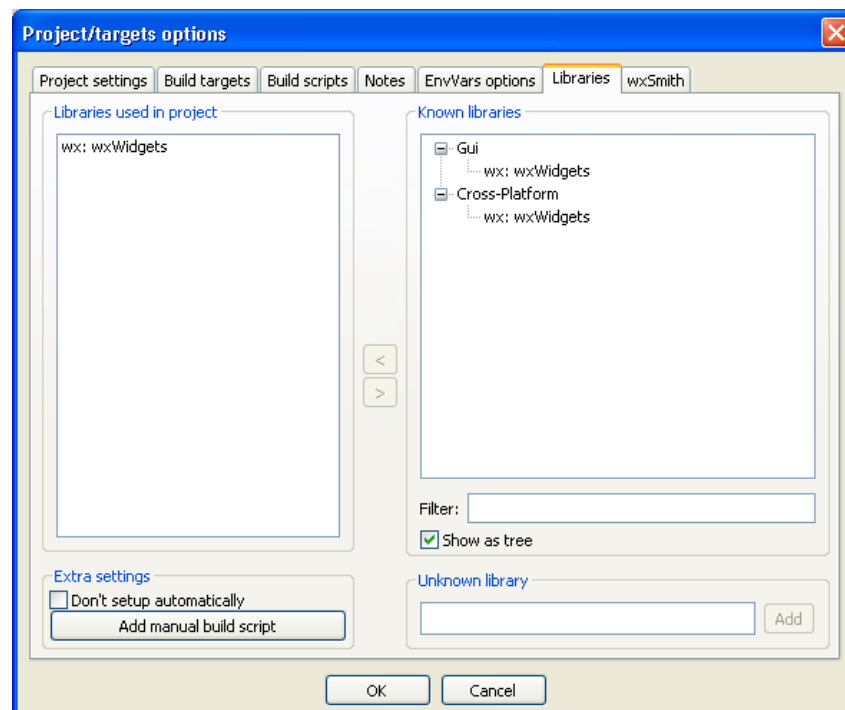 Project/targets options
Project settings Build targets Build scripts Notes EnvVars options Libraries wxSmith
Libraries used in project
wx: wxWidgets
Known libraries
Gui
wx: wxWidgets
Cross-Platform
wx: wxWidgets
<
>
Filter:
Show as tree
Extra settings
Don't setup automatically
Add manual build script
Unknown library
Add
OK Cancel